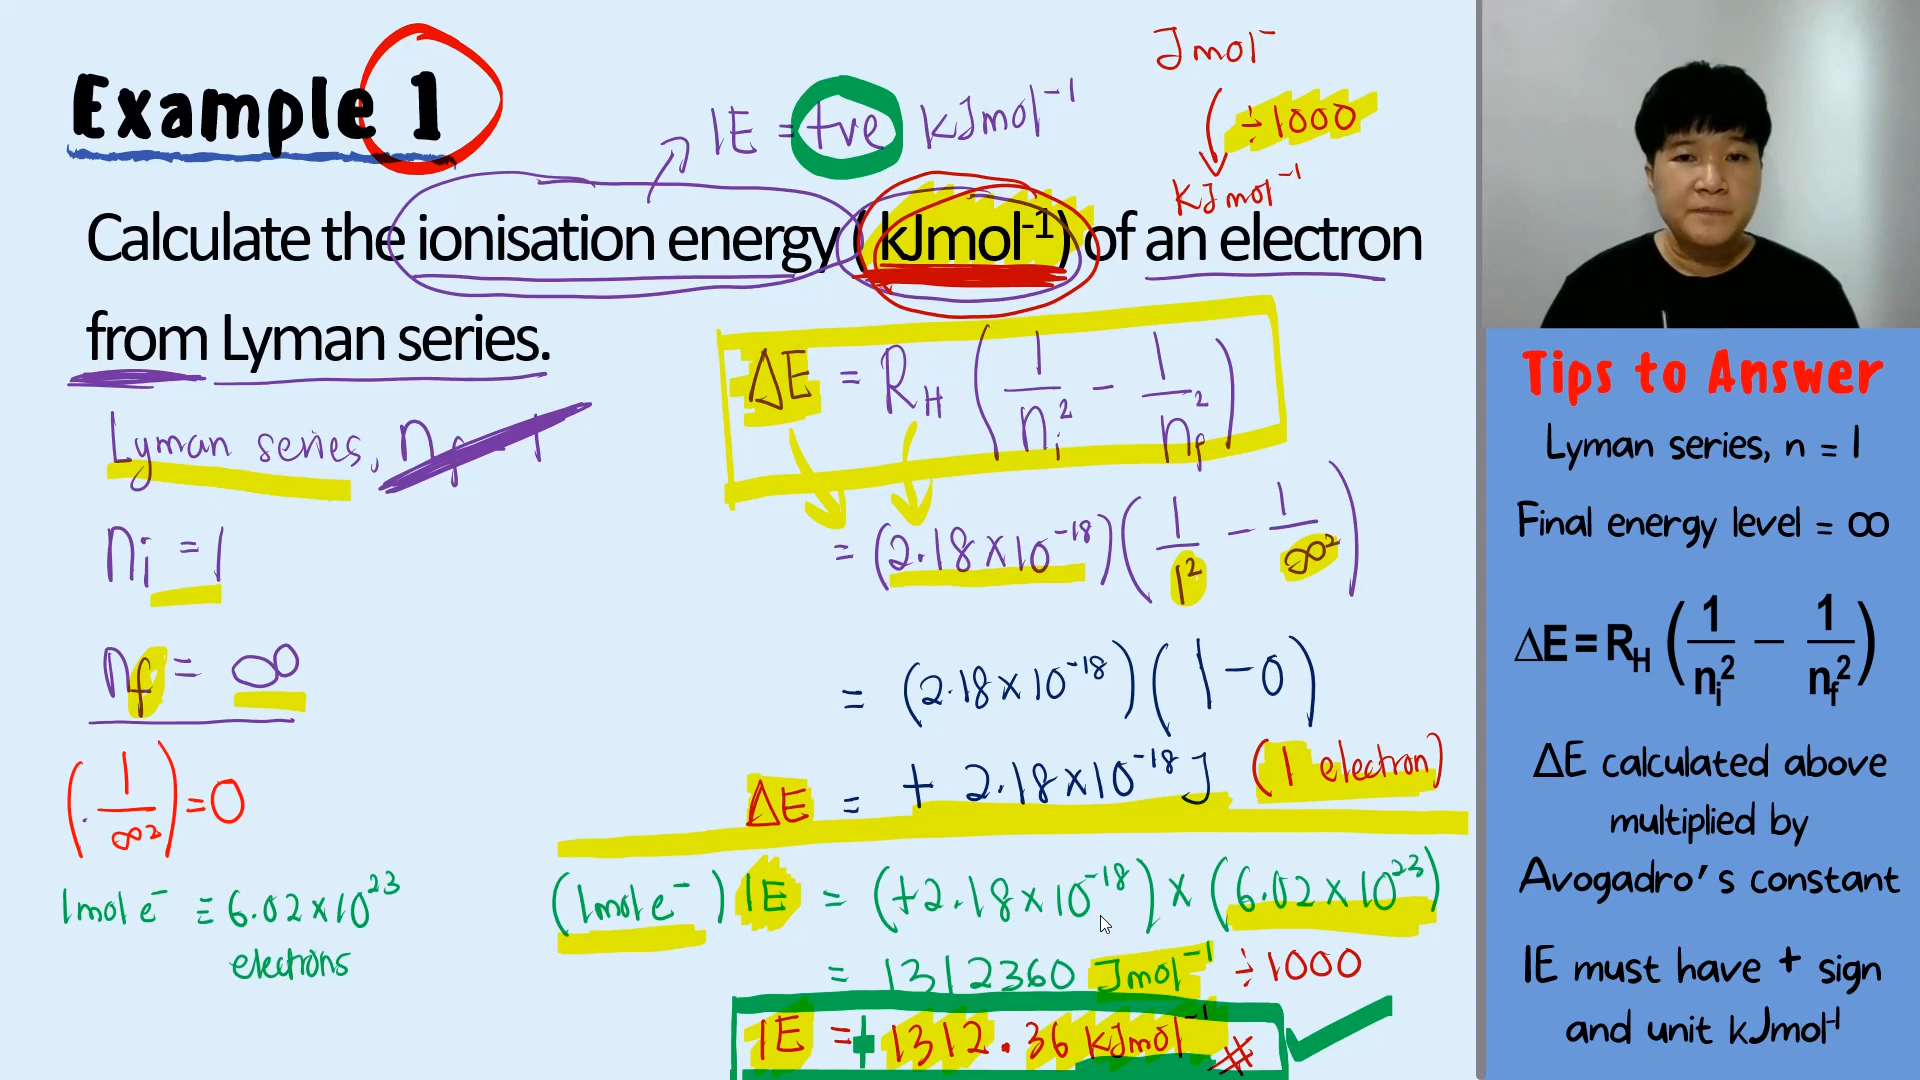 Example 1
IE = +ve kJmol⁻¹
Jmol⁻
÷1000
kJmol⁻¹
Calculate the ionisation energy (kJmol⁻¹) of an electron
from Lyman series.
Lyman series,
nᵢ = 1
n_f = ∞
(1/∞²) = 0
1 mol e⁻ ≡ 6.02×10²³
electrons
ΔE = R_H (1/nᵢ² − 1/n_f²)
= (2.18×10⁻¹⁸)(1/1² − 1/∞²)
= (2.18×10⁻¹⁸)(1−0)
ΔE = + 2.18×10⁻¹⁸ J (1 electron)
(1mole⁻) IE = (+2.18×10⁻¹⁸) × (6.02×10²³)
= 1312360 Jmol⁻¹ ÷1000
IE = +1312.36 kJmol⁻¹ #
Tips to Answer
Lyman series, n = 1
Final energy level = ∞
ΔE = R_H (1/nᵢ² − 1/n_f²)
ΔE calculated above
multiplied by
Avogadro's constant
IE must have + sign
and unit kJmol⁻¹